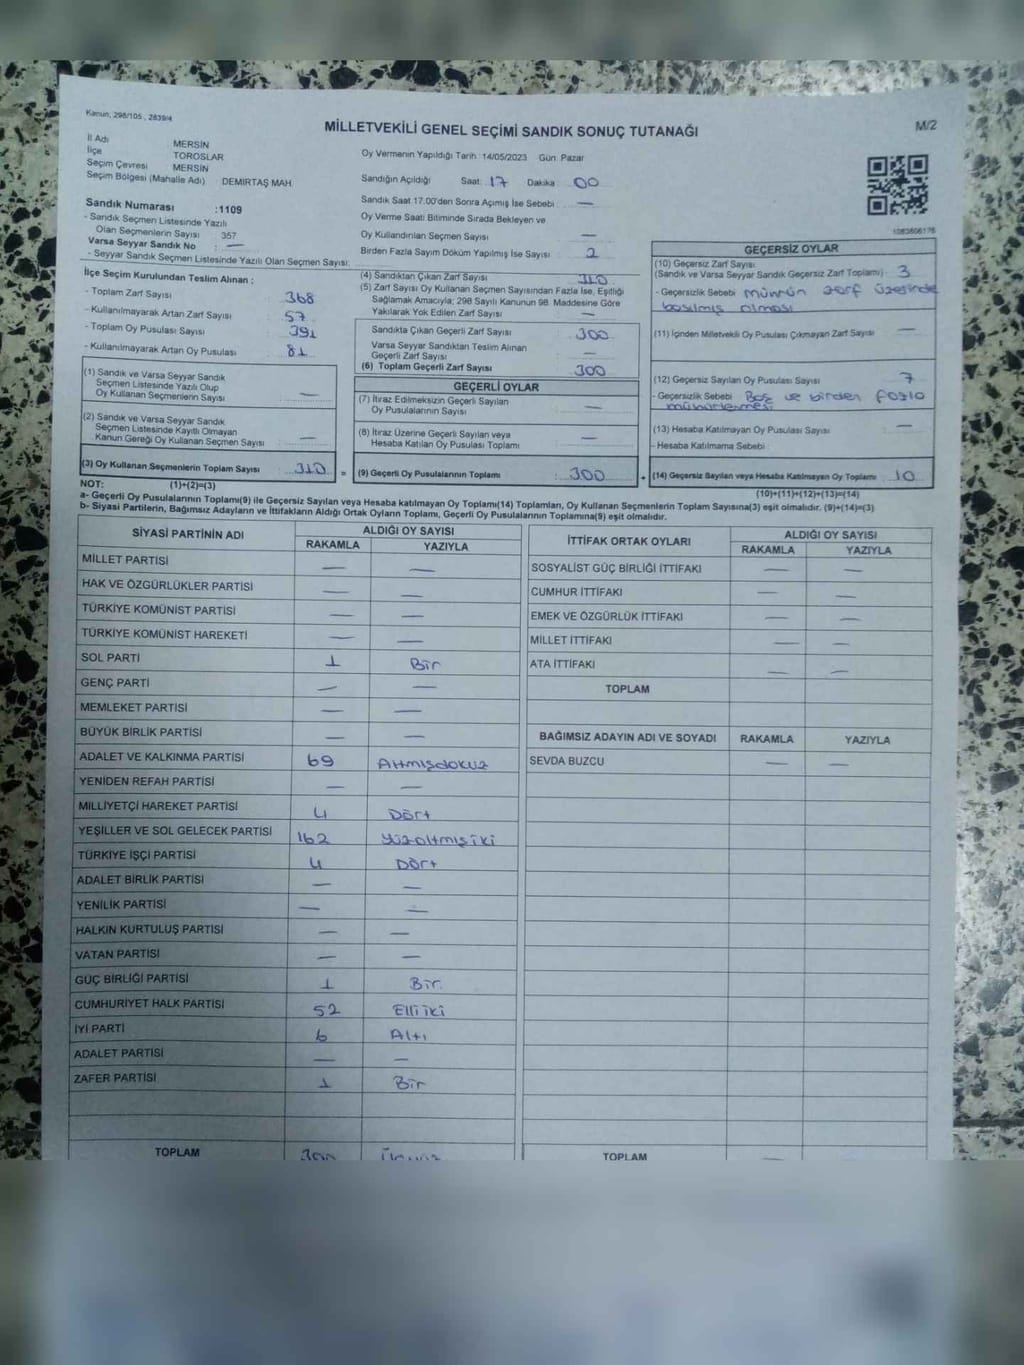 Kanun, 298/105 , 2839/4
MİLLETVEKİLİ GENEL SEÇİMİ SANDIK SONUÇ TUTANAĞI
M/2
İl Adı MERSİN
İlçe TOROSLAR
Seçim Çevresi MERSİN
Seçim Bölgesi (Mahalle Adı) DEMİRTAŞ MAH.
Sandık Numarası :1109
- Sandık Seçmen Listesinde Yazılı
Olan Seçmenlerin Sayısı : 357
Varsa Seyyar Sandık No : —
- Seyyar Sandık Seçmen Listesinde Yazılı Olan Seçmen Sayısı:
Oy Vermenin Yapıldığı Tarih :14/05/2023 Gün: Pazar
Sandığın Açıldığı Saat: 17 Dakika: 00
Sandık Saat 17.00'den Sonra Açımış İse Sebebi —
Oy Verme Saati Bitiminde Sırada Bekleyen ve
Oy Kullandırılan Seçmen Sayısı —
Birden Fazla Sayım Döküm Yapılmış İse Sayısı 2
1083606176
İlçe Seçim Kurulundan Teslim Alınan :
- Toplam Zarf Sayısı 368
- Kullanılmayarak Artan Zarf Sayısı 57
- Toplam Oy Pusulası Sayısı 391
- Kullanılmayarak Artan Oy Pusulası 81
(1) Sandık ve Varsa Seyyar Sandık
Seçmen Listesinde Yazılı Olup
Oy Kullanan Seçmenlerin Sayısı —
(2) Sandık ve Varsa Seyyar Sandık
Seçmen Listesinde Kayıtlı Olmayan
Kanun Gereği Oy Kullanan Seçmen Sayısı —
(3) Oy Kullanan Seçmenlerin Toplam Sayısı 310 =
(4) Sandıktan Çıkan Zarf Sayısı 310
(5) Zarf Sayısı Oy Kullanan Seçmen Sayısından Fazla İse, Eşitliği
Sağlamak Amacıyla; 298 Sayılı Kanunun 98. Maddesine Göre
Yakılarak Yok Edilen Zarf Sayısı —
Sandıkta Çıkan Geçerli Zarf Sayısı 300
Varsa Seyyar Sandıktan Teslim Alınan
Geçerli Zarf Sayısı —
(6) Toplam Geçerli Zarf Sayısı 300
GEÇERLİ OYLAR
(7) İtiraz Edilmeksizin Geçerli Sayılan
Oy Pusulalarının Sayısı —
(8) İtiraz Üzerine Geçerli Sayılan veya
Hesaba Katılan Oy Pusulası Toplamı —
(9) Geçerli Oy Pusulalarının Toplamı 300 +
GEÇERSİZ OYLAR
(10) Geçersiz Zarf Sayısı
(Sandık ve Varsa Seyyar Sandık Geçersiz Zarf Toplamı) 3
- Geçersizlik Sebebi mührün zarf üzerinde
basılmış olması
(11) İçinden Milletvekili Oy Pusulası Çıkmayan Zarf Sayısı —
(12) Geçersiz Sayılan Oy Pusulası Sayısı 7
- Geçersizlik Sebebi Boş ve birden fazla
mühürlenmesi
(13) Hesaba Katılmayan Oy Pusulası Sayısı —
- Hesaba Katılmama Sebebi
(14) Geçersiz Sayılan veya Hesaba Katılmayan Oy Toplamı 10
NOT: (1)+(2)=(3)
(10)+(11)+(12)+(13)=(14)
a- Geçerli Oy Pusulalarının Toplamı(9) ile Geçersiz Sayılan veya Hesaba katılmayan Oy Toplamı(14) Toplamları, Oy Kullanan Seçmenlerin Toplam Sayısına(3) eşit olmalıdır. (9)+(14)=(3)
b- Siyasi Partilerin, Bağımsız Adayların ve İttifakların Aldığı Ortak Oyların Toplamı, Geçerli Oy Pusulalarının Toplamına(9) eşit olmalıdır.
SİYASİ PARTİNİN ADI ALDIĞI OY SAYISI
RAKAMLA YAZIYLA
MİLLET PARTİSİ — —
HAK VE ÖZGÜRLÜKLER PARTİSİ — —
TÜRKİYE KOMÜNİST PARTİSİ — —
TÜRKİYE KOMÜNİST HAREKETİ — —
SOL PARTİ 1 Bir
GENÇ PARTİ — —
MEMLEKET PARTİSİ — —
BÜYÜK BİRLİK PARTİSİ — —
ADALET VE KALKINMA PARTİSİ 69 Altmışdokuz
YENİDEN REFAH PARTİSİ — —
MİLLİYETÇİ HAREKET PARTİSİ 4 Dört
YEŞİLLER VE SOL GELECEK PARTİSİ 162 Yüzaltmışiki
TÜRKİYE İŞÇİ PARTİSİ 4 Dört
ADALET BİRLİK PARTİSİ — —
YENİLİK PARTİSİ — —
HALKIN KURTULUŞ PARTİSİ — —
VATAN PARTİSİ — —
GÜÇ BİRLİĞİ PARTİSİ 1 Bir
CUMHURİYET HALK PARTİSİ 52 Elli iki
İYİ PARTİ 6 Altı
ADALET PARTİSİ — —
ZAFER PARTİSİ 1 Bir
TOPLAM 300 Üçyüz
İTTİFAK ORTAK OYLARI ALDIĞI OY SAYISI
RAKAMLA YAZIYLA
SOSYALİST GÜÇ BİRLİĞİ İTTİFAKI — —
CUMHUR İTTİFAKI — —
EMEK VE ÖZGÜRLÜK İTTİFAKI — —
MİLLET İTTİFAKI — —
ATA İTTİFAKI — —
TOPLAM
BAĞIMSIZ ADAYIN ADI VE SOYADI RAKAMLA YAZIYLA
SEVDA BUZCU — —
TOPLAM —